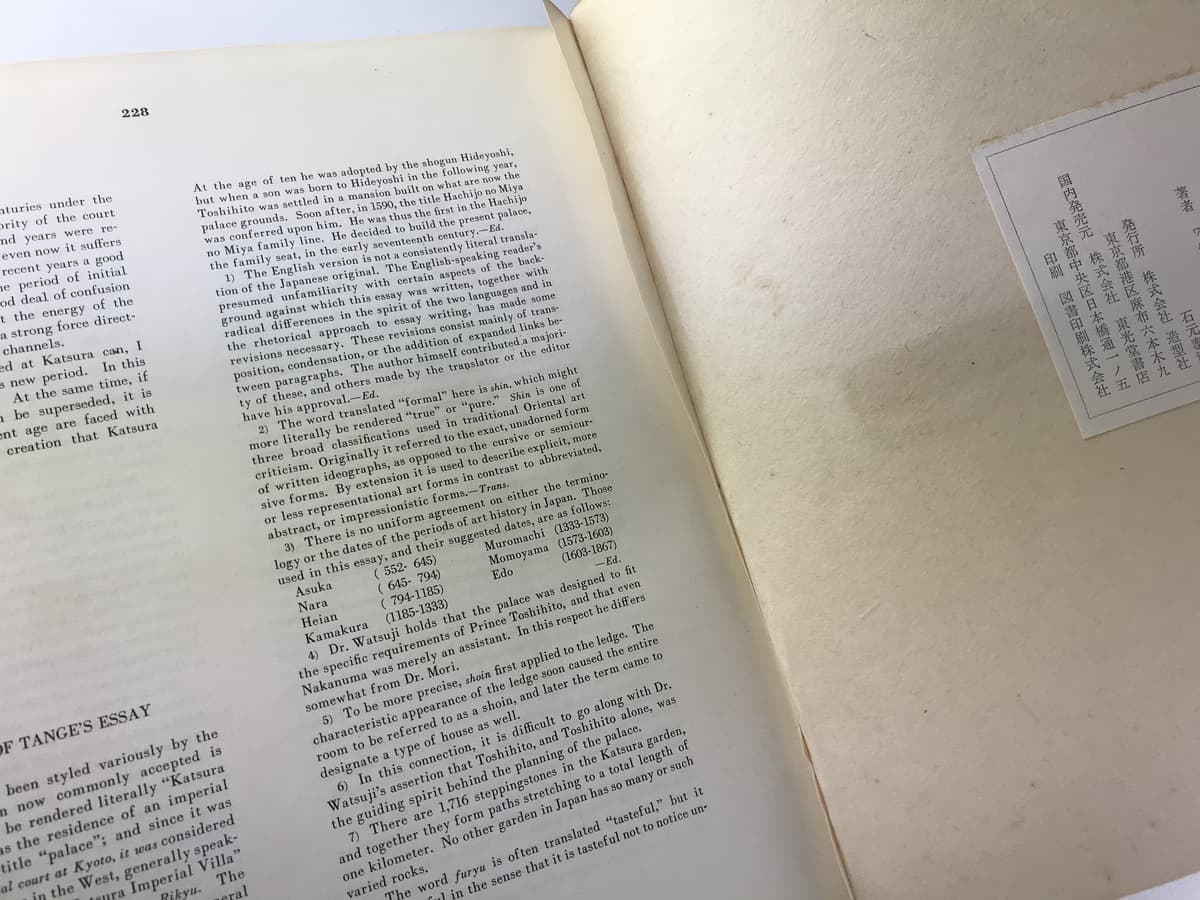 228
nturies under the
ority of the court
nd years were re-
even now it suffers
recent years a good
he period of initial
od deal of confusion
t the energy of the
a strong force direct-
channels.
ed at Katsura can, I
s new period. In this
At the same time, if
n be superseded, it is
ent age are faced with
creation that Katsura
OF TANGE'S ESSAY
been styled variously by the
n now commonly accepted is
be rendered literally "Katsura
as the residence of an imperial
title "palace"; and since it was
al court at Kyoto, it was considered
in the West, generally speak-
tsura Imperial Villa"
Rikyu. The
eral
At the age of ten he was adopted by the shogun Hideyoshi,
but when a son was born to Hideyoshi in the following year,
Toshihito was settled in a mansion built on what are now the
palace grounds. Soon after, in 1590, the title Hachijo no Miya
was conferred upon him. He was thus the first in the Hachijo
no Miya family line. He decided to build the present palace,
the family seat, in the early seventeenth century.—Ed.
1) The English version is not a consistently literal transla-
tion of the Japanese original. The English-speaking reader's
presumed unfamiliarity with certain aspects of the back-
ground against which this essay was written, together with
radical differences in the spirit of the two languages and in
the rhetorical approach to essay writing, has made some
revisions necessary. These revisions consist mainly of trans-
position, condensation, or the addition of expanded links be-
tween paragraphs. The author himself contributed a majori-
ty of these, and others made by the translator or the editor
have his approval.—Ed.
2) The word translated "formal" here is shin, which might
more literally be rendered "true" or "pure." Shin is one of
three broad classifications used in traditional Oriental art
criticism. Originally it referred to the exact, unadorned form
of written ideographs, as opposed to the cursive or semicur-
sive forms. By extension it is used to describe explicit, more
or less representational art forms in contrast to abbreviated,
abstract, or impressionistic forms.—Trans.
3) There is no uniform agreement on either the termino-
logy or the dates of the periods of art history in Japan. Those
used in this essay, and their suggested dates, are as follows:
Asuka ( 552- 645) Muromachi (1333-1573)
Nara ( 645- 794) Momoyama (1573-1603)
Heian ( 794-1185) Edo (1603-1867)
Kamakura (1185-1333) —Ed.
4) Dr. Watsuji holds that the palace was designed to fit
the specific requirements of Prince Toshihito, and that even
Nakanuma was merely an assistant. In this respect he differs
somewhat from Dr. Mori.
5) To be more precise, shoin first applied to the ledge. The
characteristic appearance of the ledge soon caused the entire
room to be referred to as a shoin, and later the term came to
designate a type of house as well.
6) In this connection, it is difficult to go along with Dr.
Watsuji's assertion that Toshihito, and Toshihito alone, was
the guiding spirit behind the planning of the palace.
7) There are 1,716 steppingstones in the Katsura garden,
and together they form paths stretching to a total length of
one kilometer. No other garden in Japan has so many or such
varied rocks.
The word furyu is often translated "tasteful," but it
ful in the sense that it is tasteful not to notice un-
著者
石元泰
発行所 株式会社 造型社
東京都港区麻布六本木九
国内発売元 株式会社 東光堂書店
東京都中央区日本橋通一ノ五
印刷 図書印刷株式会社